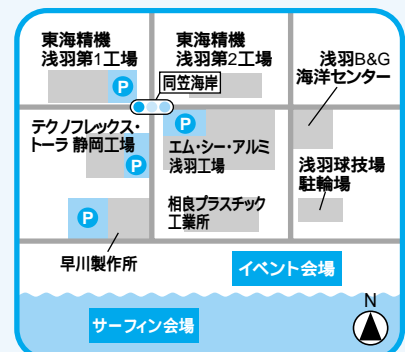 東海精機
浅羽第1工場
P
東海精機
浅羽第2工場
浅羽B&G
海洋センター
同笠海岸
テクノフレックス・
トーラ 静岡工場
P
P
エム・シー・アルミ
浅羽工場
浅羽球技場
駐輪場
相良プラスチック
工業所
P
早川製作所
イベント会場
サーフィン会場
N